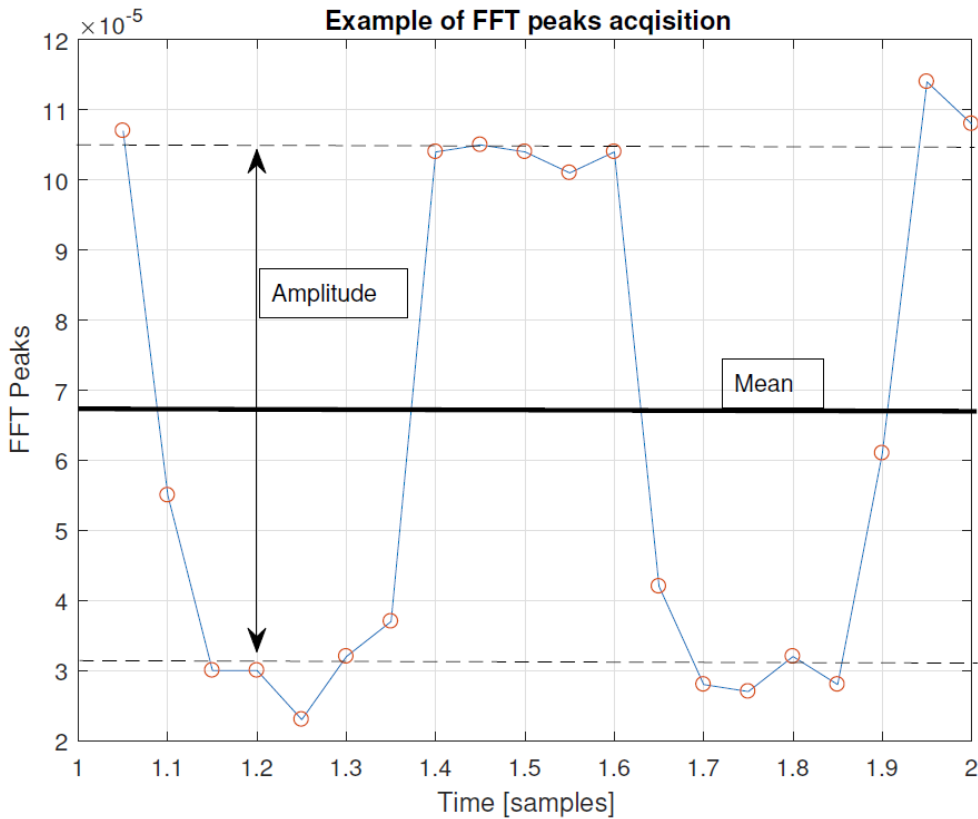 Example of FFT peaks acqisition
×10-5
12
11
10
9
8
7
6
5
4
3
2
FFT Peaks
Amplitude
Mean
1 1.1 1.2 1.3 1.4 1.5 1.6 1.7 1.8 1.9 2
Time [samples]